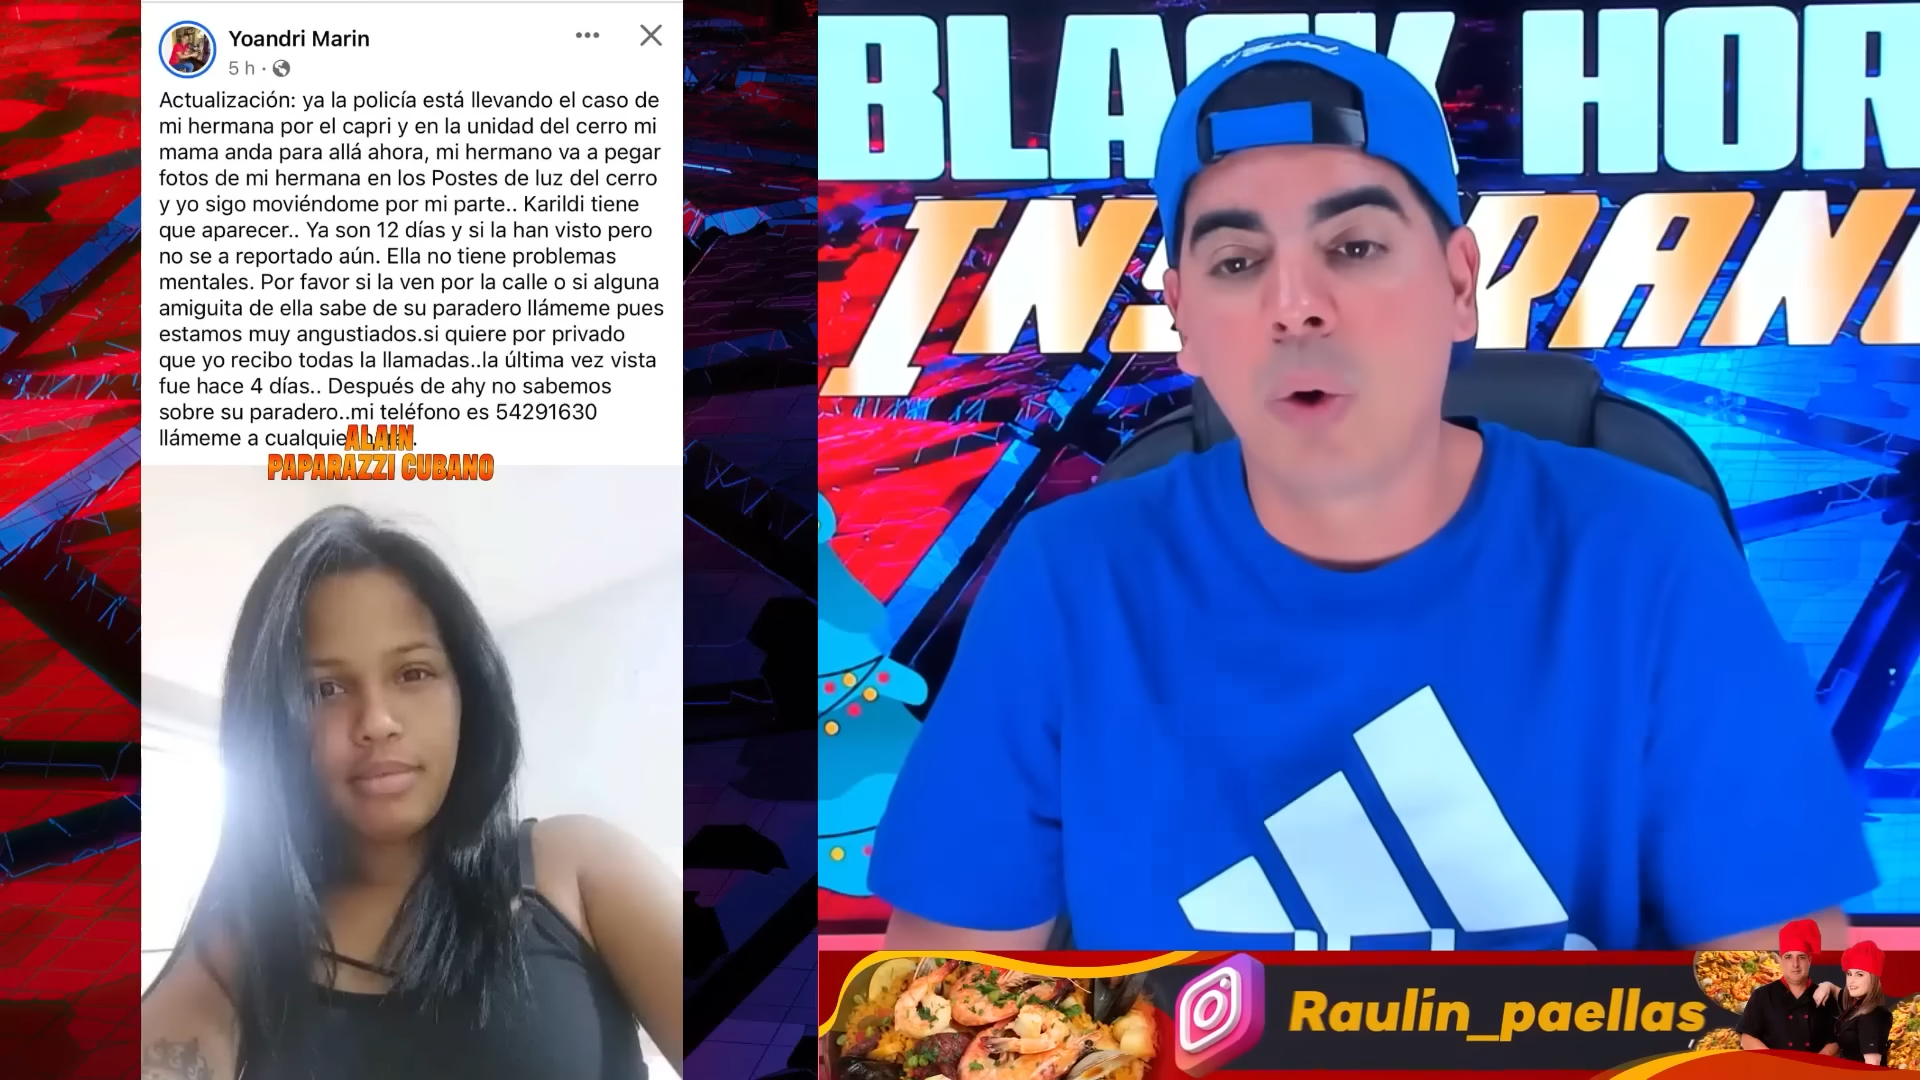 Yoandri Marin
5 h
Actualización: ya la policía está llevando el caso de
mi hermana por el capri y en la unidad del cerro mi
mama anda para allá ahora, mi hermano va a pegar
fotos de mi hermana en los Postes de luz del cerro
y yo sigo moviéndome por mi parte.. Karildi tiene
que aparecer.. Ya son 12 días y si la han visto pero
no se a reportado aún. Ella no tiene problemas
mentales. Por favor si la ven por la calle o si alguna
amiguita de ella sabe de su paradero llámeme pues
estamos muy angustiados.si quiere por privado
que yo recibo todas la llamadas..la última vez vista
fue hace 4 días.. Después de ahy no sabemos
sobre su paradero..mi teléfono es 54291630
llámeme a
ALAIN
PAPARAZZI CUBANO
BLACK HOR
Raulin_paellas